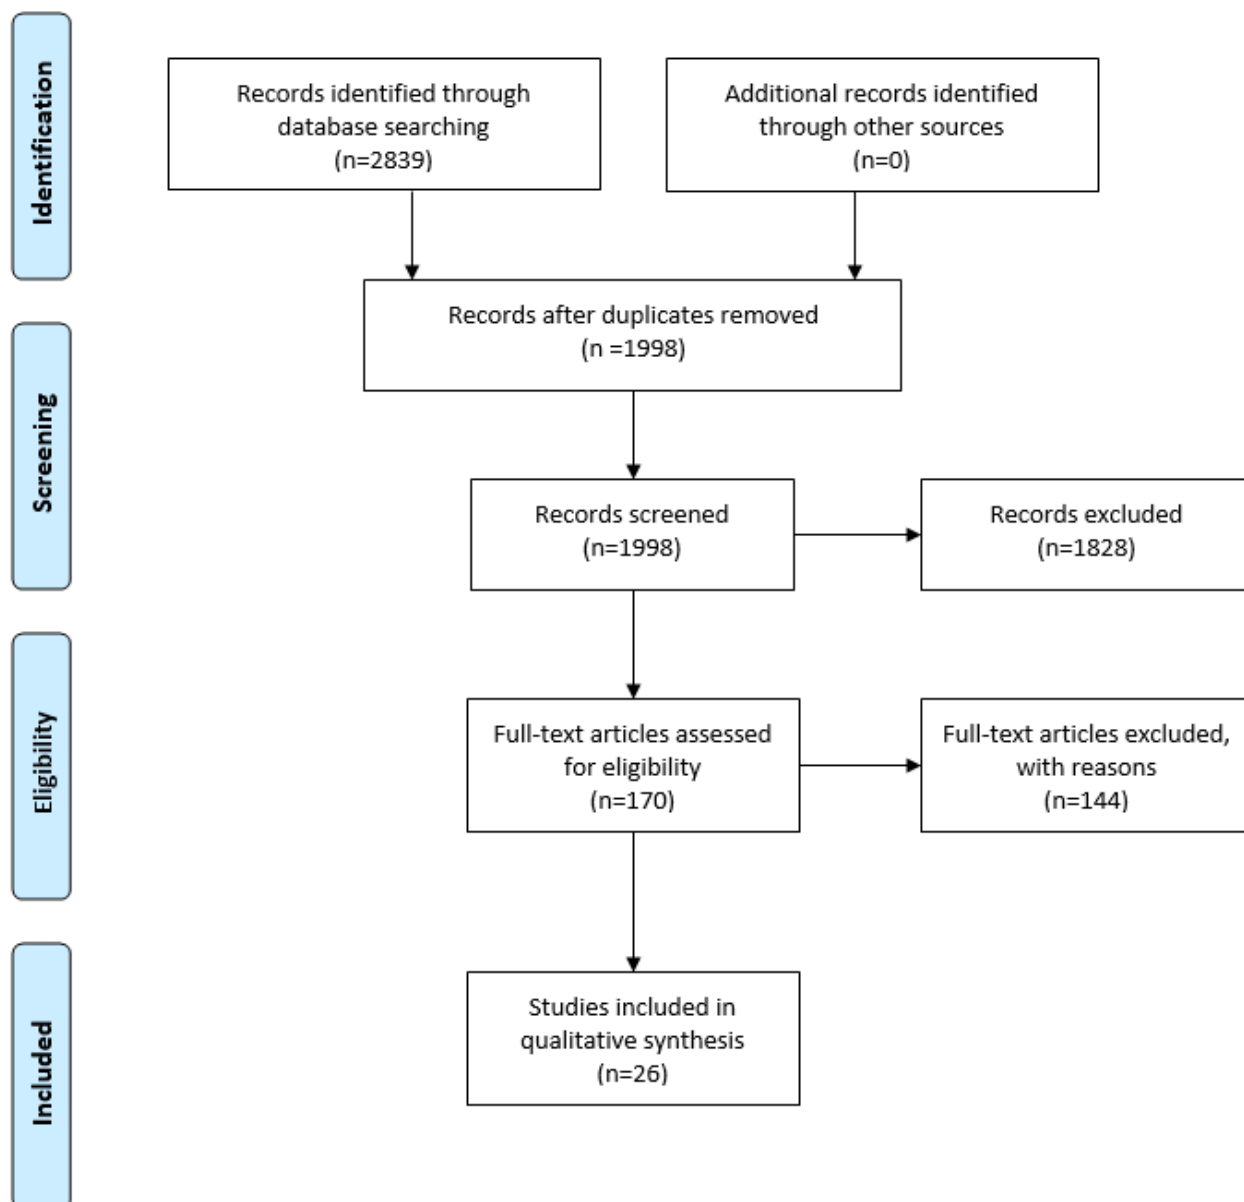 Identification
Records identified through
database searching
(n=2839)
Additional records identified
through other sources
(n=0)
Records after duplicates removed
(n =1998)
Screening
Records screened
(n=1998)
Records excluded
(n=1828)
Eligibility
Full-text articles assessed
for eligibility
(n=170)
Full-text articles excluded,
with reasons
(n=144)
Included
Studies included in
qualitative synthesis
(n=26)